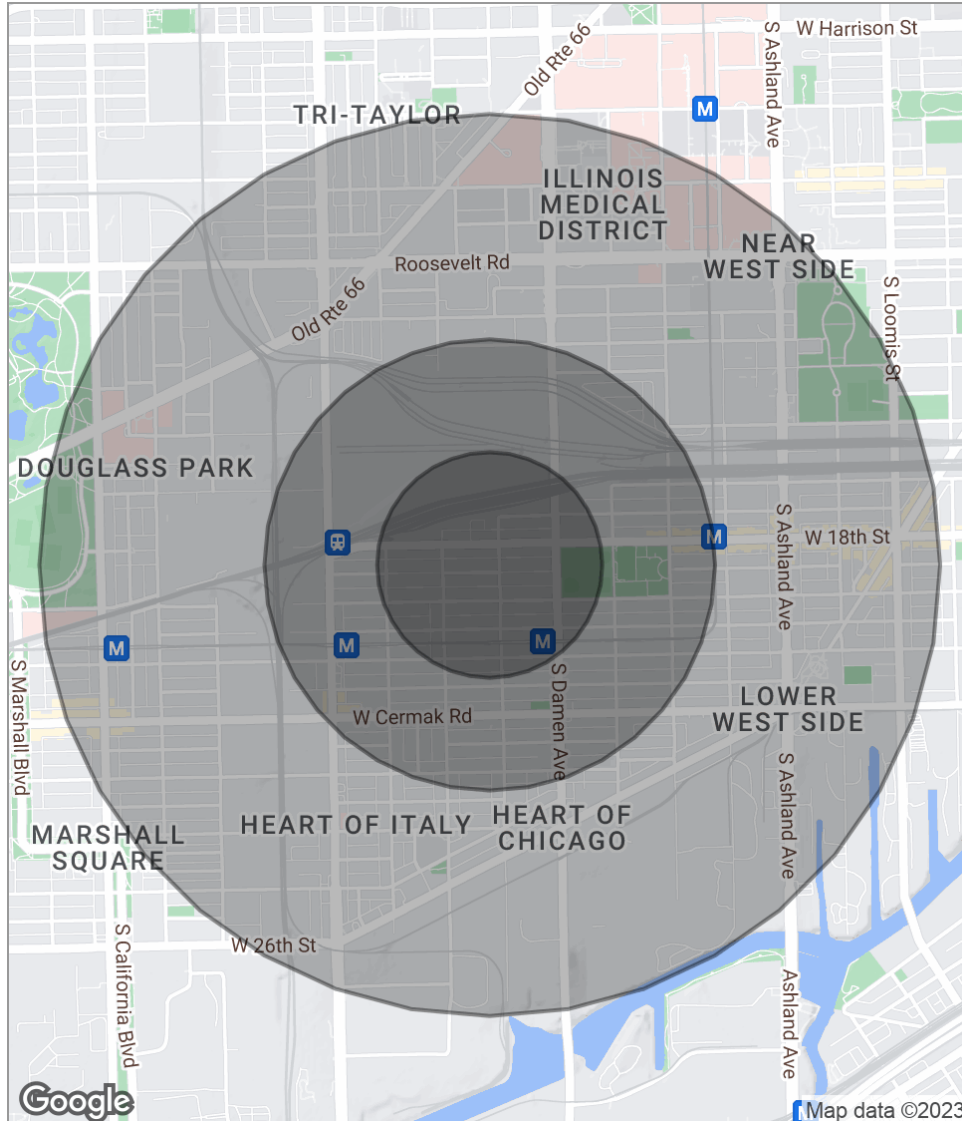 W Harrison St
Old Rte 66
S Ashland Ave
M
TRI-TAYLOR
ILLINOIS
MEDICAL
DISTRICT
NEAR
WEST SIDE
Roosevelt Rd
S Loomis St
Old Rte 66
DOUGLASS PARK
S Ashland Ave
M
W 18th St
M
M
M
S Marshall Blvd
S Damen Ave
LOWER
WEST SIDE
W Cermak Rd
S Ashland Ave
HEART OF ITALY
HEART OF
CHICAGO
MARSHALL
SQUARE
W 26th St
S California Blvd
Ashland Ave
Google
M
Map data ©2023